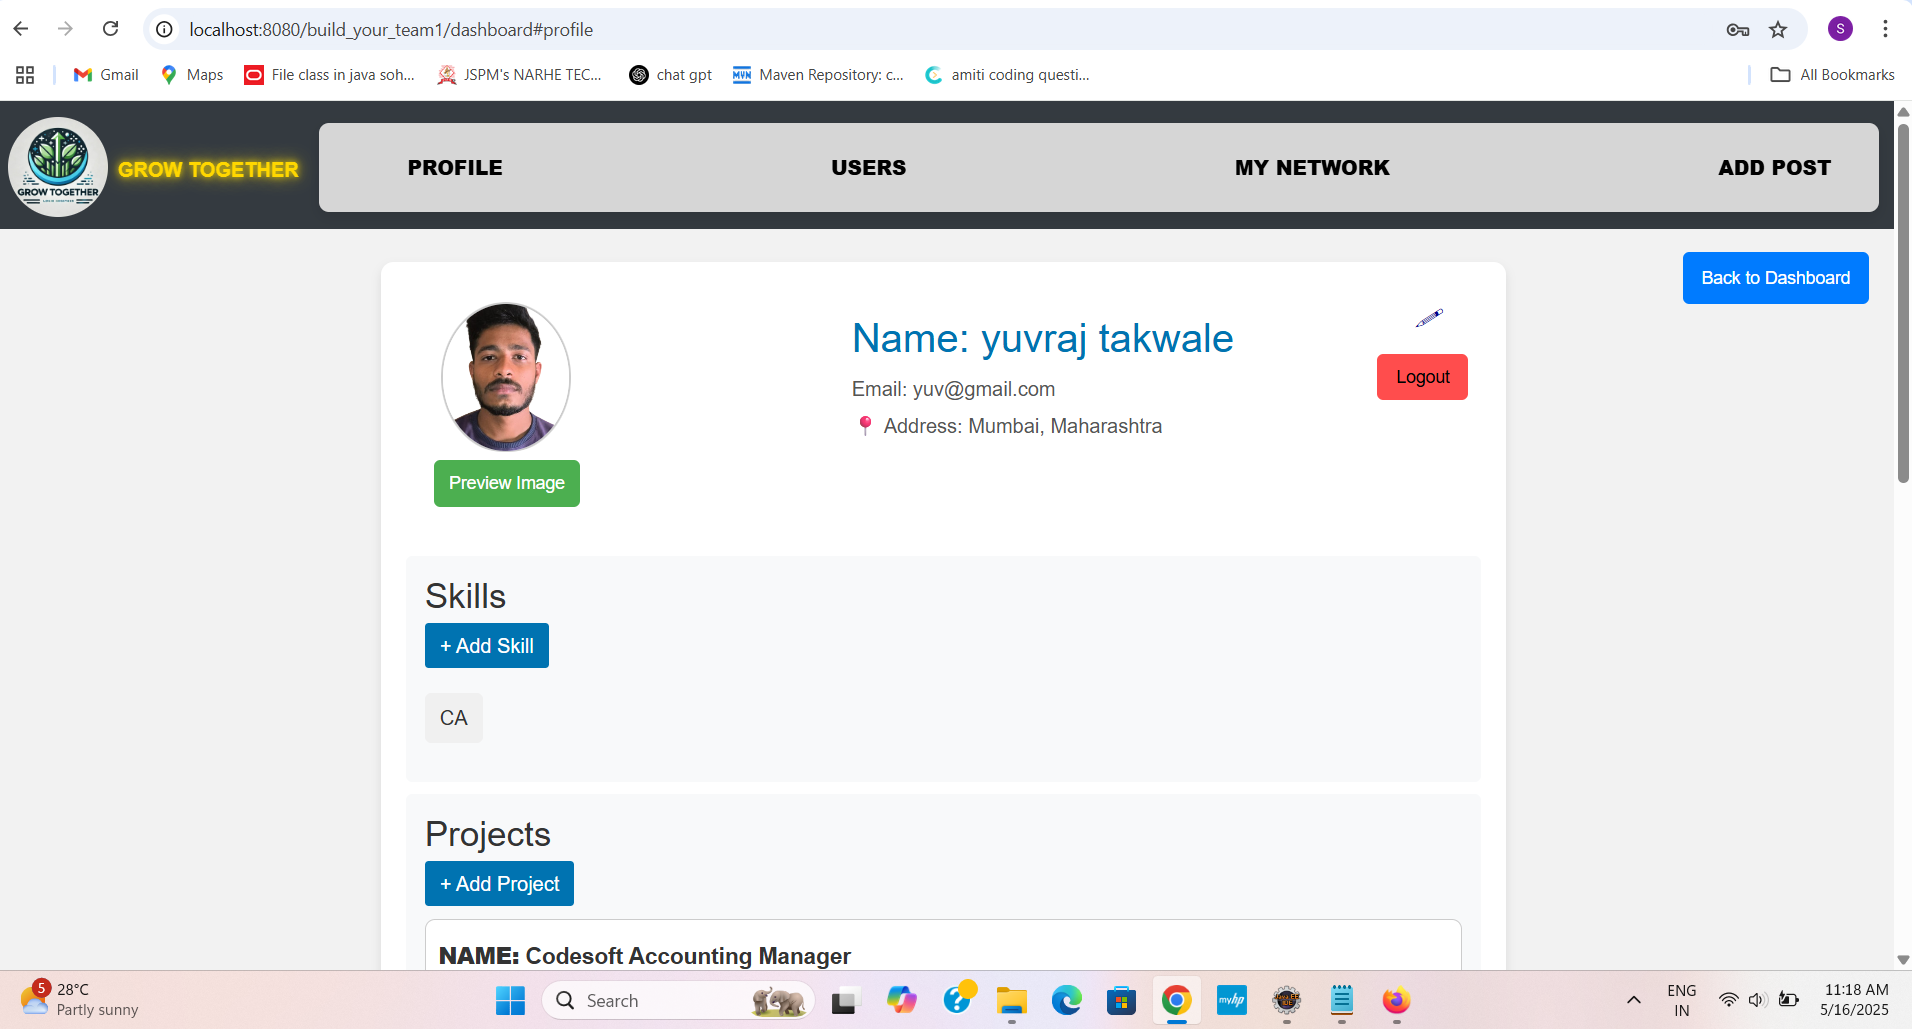 localhost:8080/build_your_team1/dashboard#profile
S
Gmail
Maps
File class in java soh...
JSPM's NARHE TEC...
chat gpt
MVN
Maven Repository: c...
amiti coding questi...
All Bookmarks
GROW TOGETHER
GROW TOGETHER
PROFILE
USERS
MY NETWORK
ADD POST
Back to Dashboard
Name: yuvraj takwale
Email: yuv@gmail.com
Address: Mumbai, Maharashtra
Logout
Preview Image
Skills
+ Add Skill
CA
Projects
+ Add Project
NAME: Codesoft Accounting Manager
5
28°C
Partly sunny
Search
myhp
ENG
IN
11:18 AM
5/16/2025